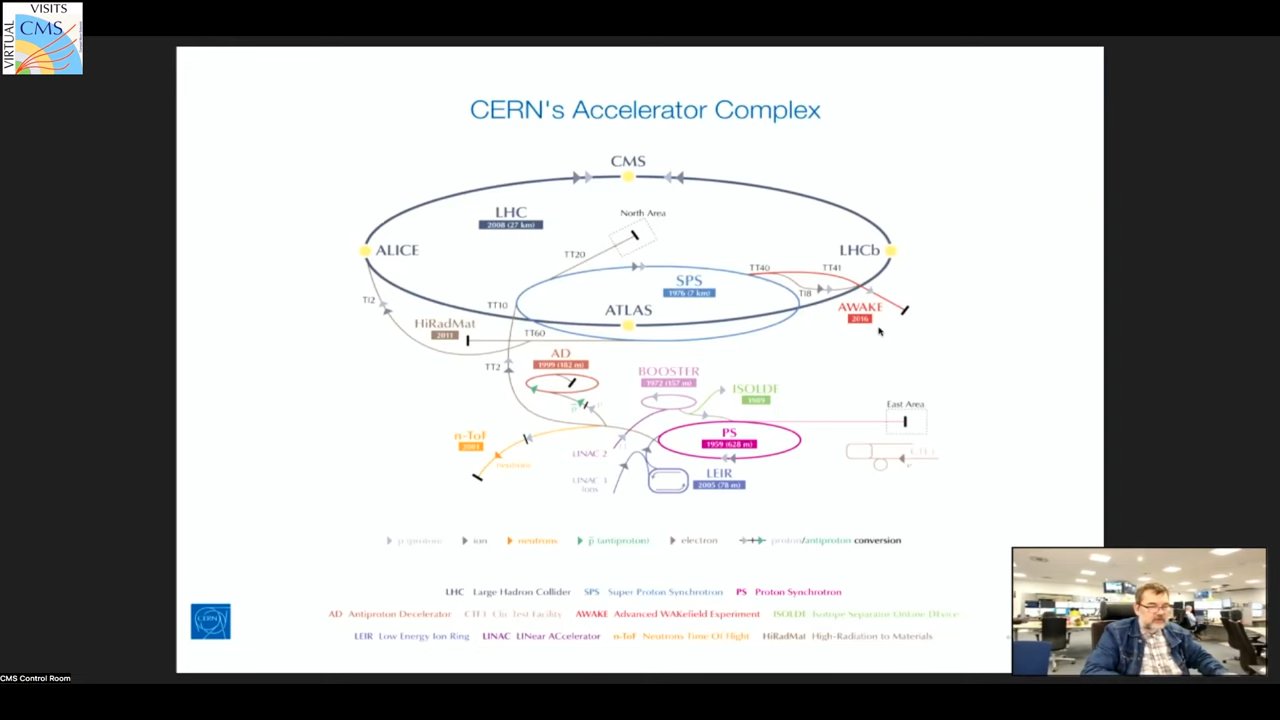 VISITS
VIRTUAL
CMS
CERN's Accelerator Complex
CMS
LHC
2008 (27 km)
North Area
ALICE
LHCb
TT20
TT40
TT41
SPS
1976 (7 km)
TI2
TT10
TI8
ATLAS
AWAKE
2016
HiRadMat
2011
TT60
AD
1999 (182 m)
TT2
BOOSTER
1972 (157 m)
ISOLDE
1989
p
East Area
n-ToF
2001
PS
1959 (628 m)
neutrons
LINAC 2
LEIR
2005 (78 m)
LINAC 3
Ions
ion
neutrons
p̄ (antiproton)
electron
proton/antiproton conversion
LHC Large Hadron Collider SPS Super Proton Synchrotron PS Proton Synchrotron
AD Antiproton Decelerator CTF3 Clic Test Facility AWAKE Advanced WAKefield Experiment ISOLDE Isotope Separator OnLine DEvice
LEIR Low Energy Ion Ring LINAC LINear ACcelerator n-ToF Neutrons Time Of Flight HiRadMat High-Radiation to Materials
CERN
CMS Control Room